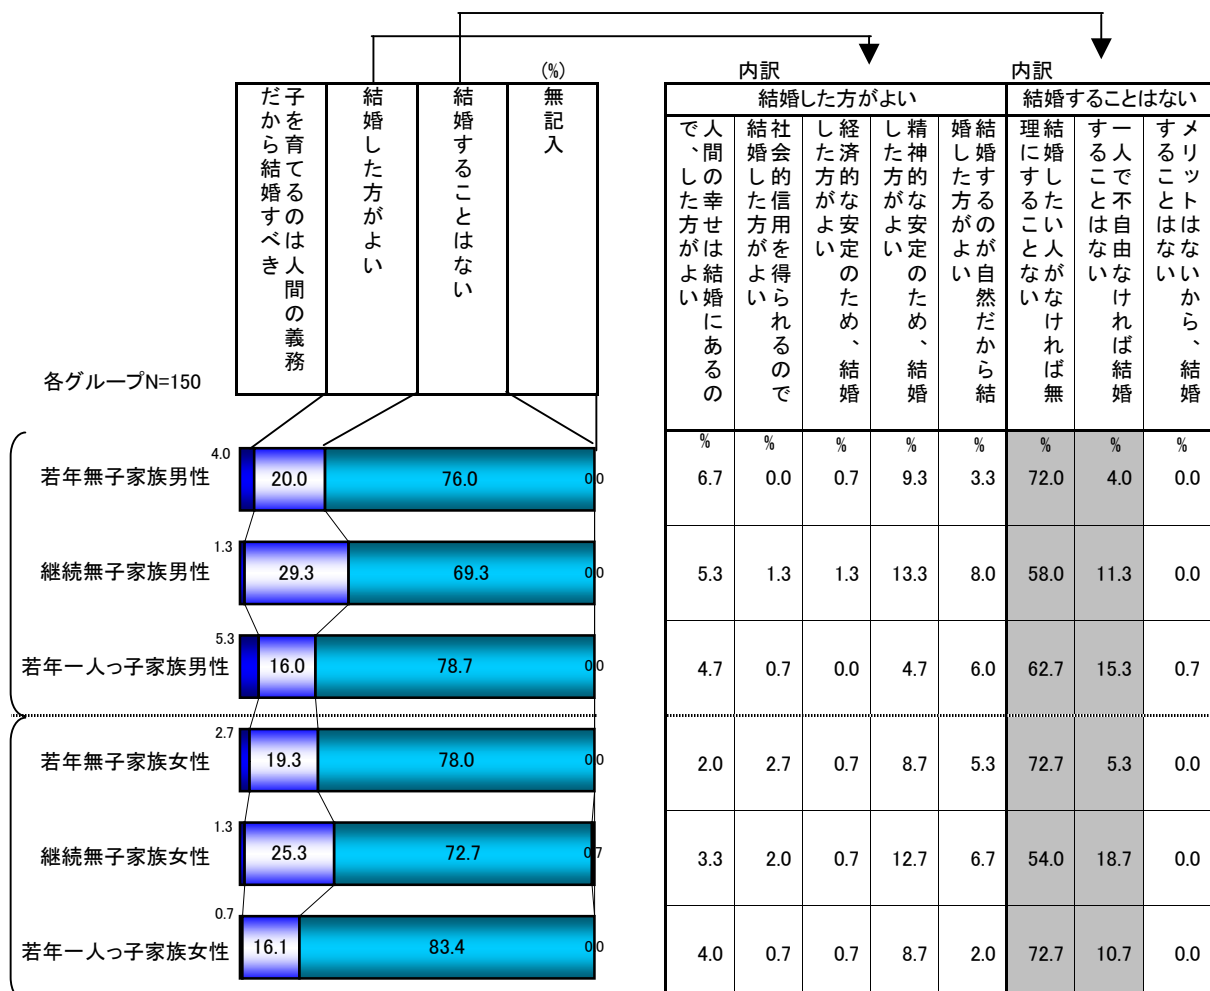 (%)
子を育てるのは人間の義務
だから結婚すべき
結婚した方がよい
結婚することはない
無記入
内訳
内訳
結婚した方がよい
結婚することはない
人間の幸せは結婚にあるの
で、した方がよい
社会的信用を得られるので
結婚した方がよい
経済的な安定のため、結婚
した方がよい
精神的な安定のため、結婚
した方がよい
結婚するのが自然だから結
婚した方がよい
結婚したい人がなければ無
理にすることない
一人で不自由なければ結婚
することはない
メリットはないから、結婚
することはない
各グループN=150
% % % % % % % %
若年無子家族男性 4.0 20.0 76.0 0.0 6.7 0.0 0.7 9.3 3.3 72.0 4.0 0.0
継続無子家族男性 1.3 29.3 69.3 0.0 5.3 1.3 1.3 13.3 8.0 58.0 11.3 0.0
若年一人っ子家族男性 5.3 16.0 78.7 0.0 4.7 0.7 0.0 4.7 6.0 62.7 15.3 0.7
若年無子家族女性 2.7 19.3 78.0 0.0 2.0 2.7 0.7 8.7 5.3 72.7 5.3 0.0
継続無子家族女性 1.3 25.3 72.7 0.7 3.3 2.0 0.7 12.7 6.7 54.0 18.7 0.0
若年一人っ子家族女性 0.7 16.1 83.4 0.0 4.0 0.7 0.7 8.7 2.0 72.7 10.7 0.0